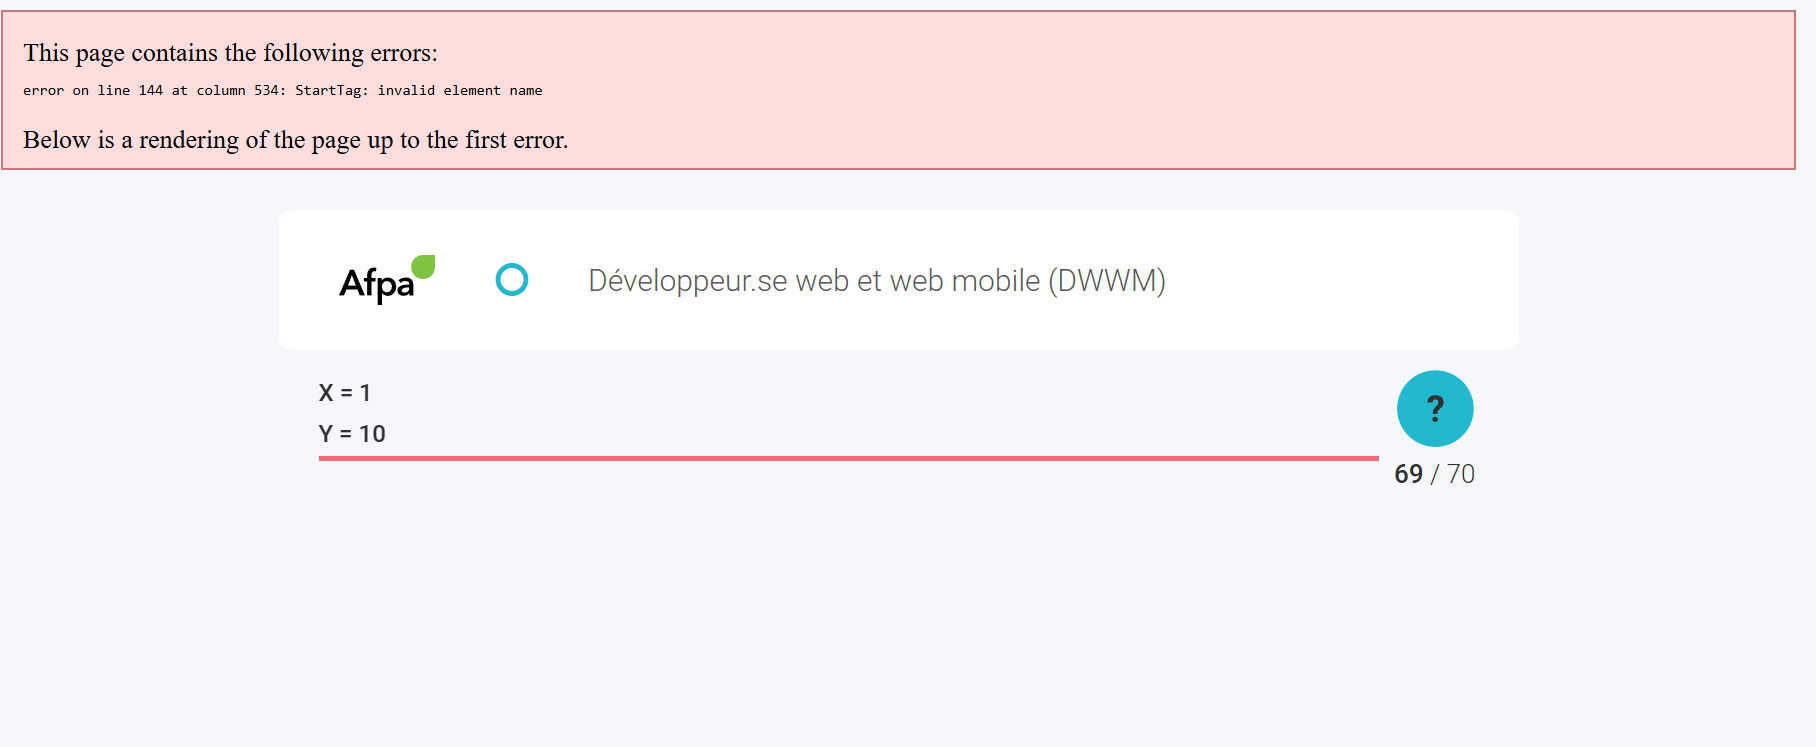 This page contains the following errors:
error on line 144 at column 534: StartTag: invalid element name
Below is a rendering of the page up to the first error.
Afpa
Développeur.se web et web mobile (DWWM)
X = 1
Y = 10
?
69 / 70